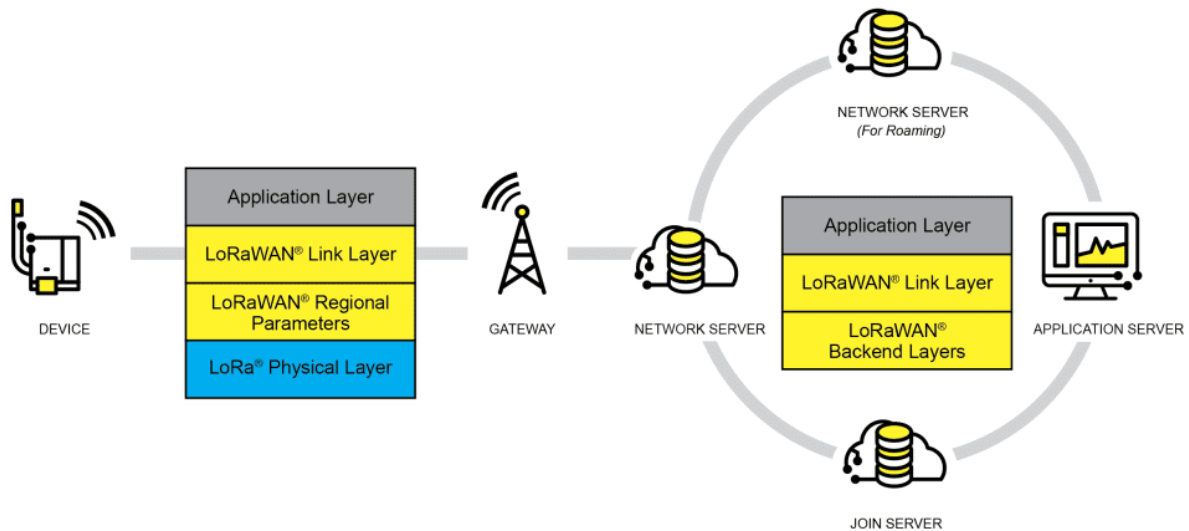 NETWORK SERVER
(For Roaming)
Application Layer
LoRaWAN® Link Layer
LoRaWAN® Regional
Parameters
LoRa® Physical Layer
Application Layer
LoRaWAN® Link Layer
LoRaWAN®
Backend Layers
DEVICE
GATEWAY
NETWORK SERVER
APPLICATION SERVER
JOIN SERVER